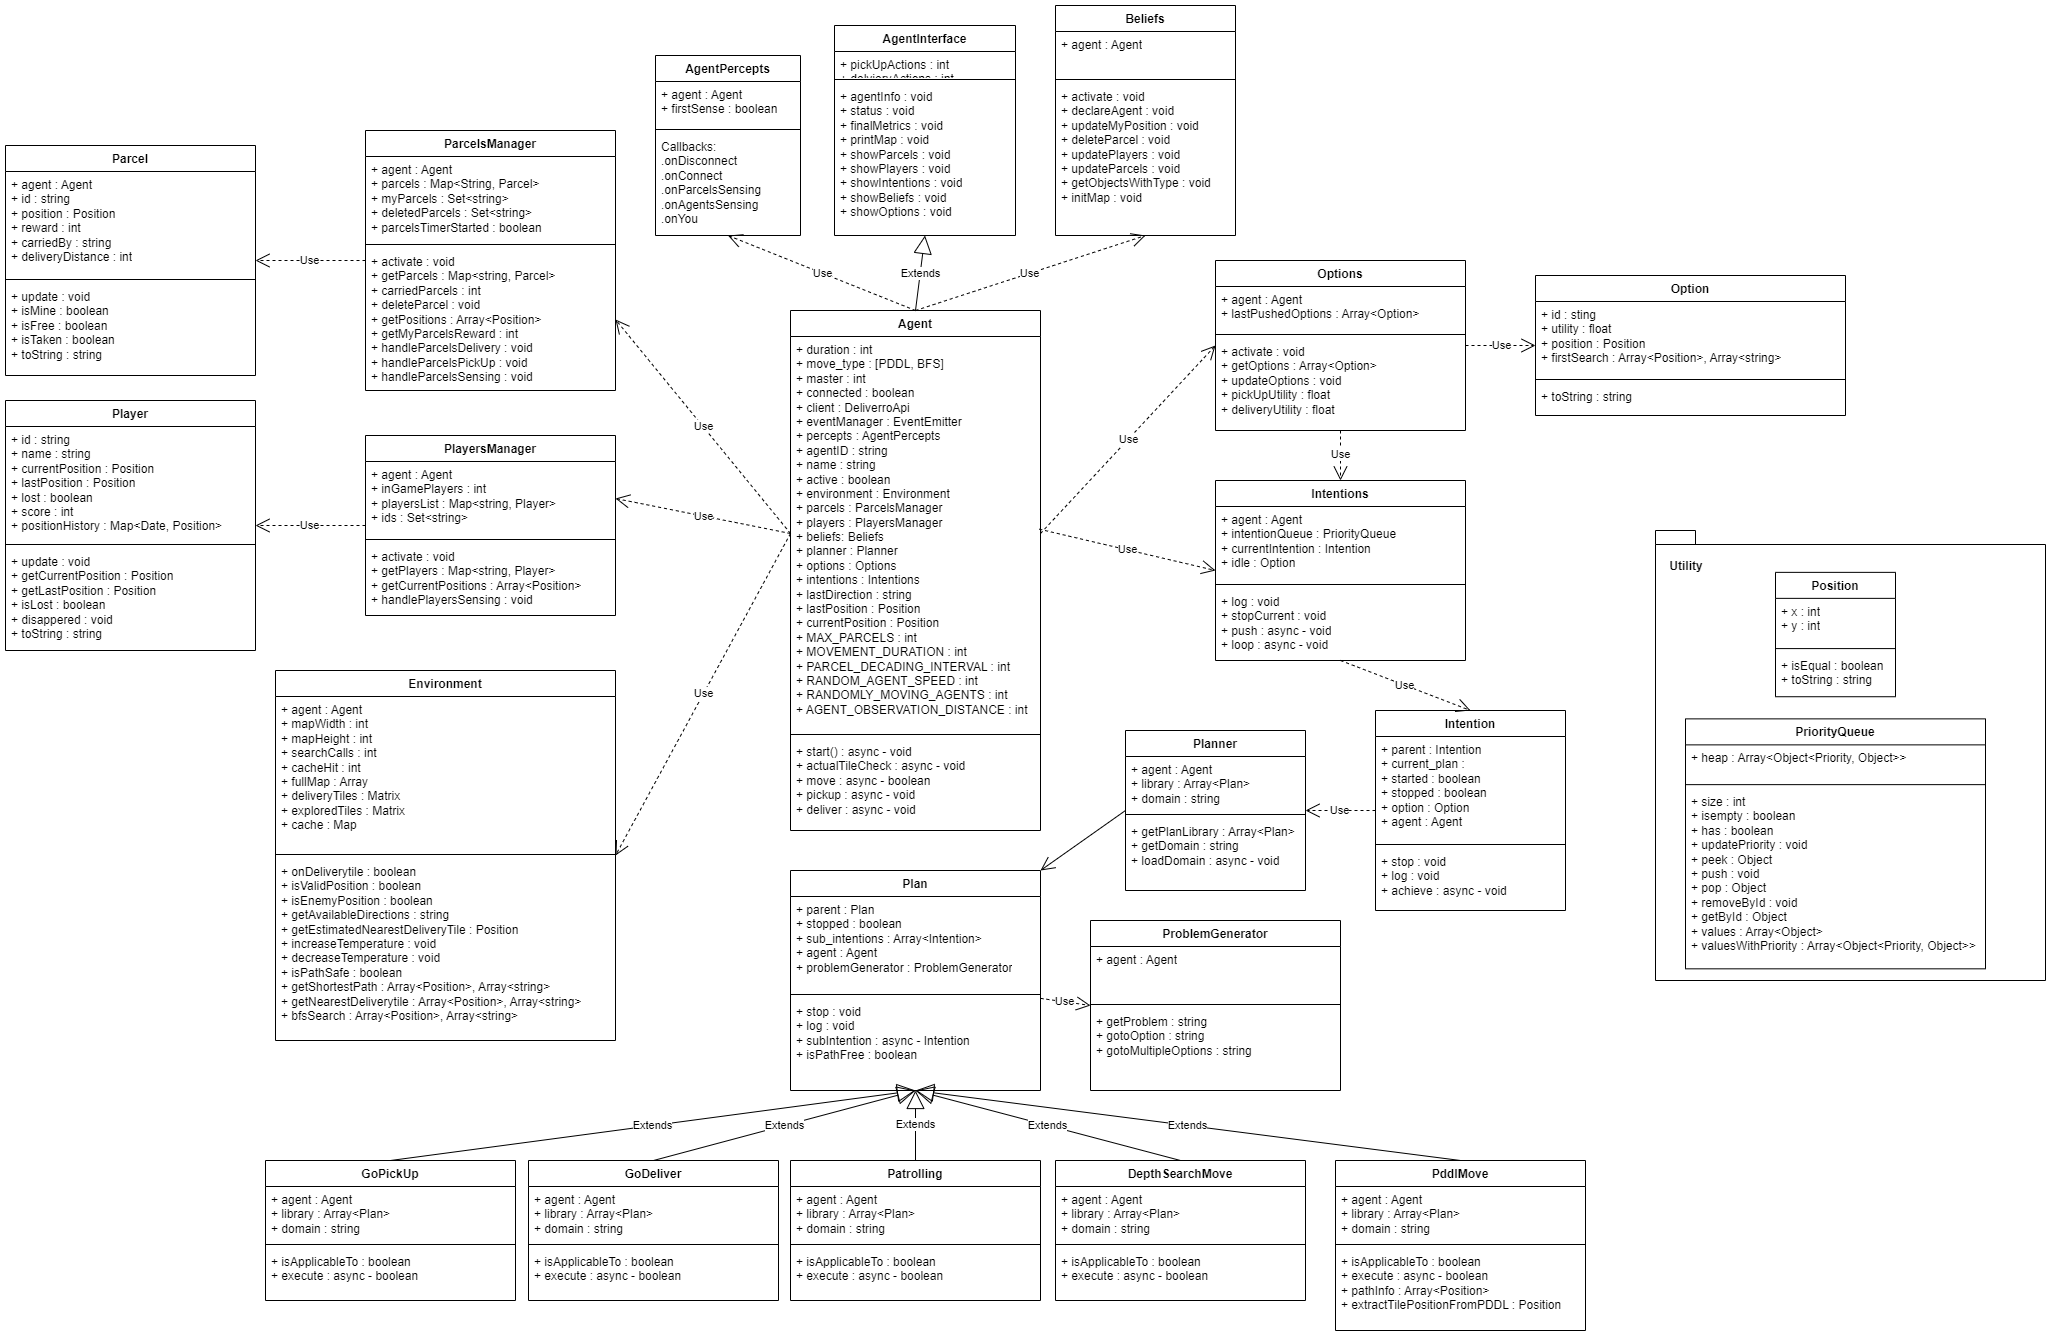 Beliefs
+ agent : Agent
+ activate : void
+ declareAgent : void
+ updateMyPosition : void
+ deleteParcel : void
+ updatePlayers : void
+ updateParcels : void
+ getObjectsWithType : void
+ initMap : void
AgentInterface
+ pickUpActions : int
+ delvieryActions : int
+ agentInfo : void
+ status : void
+ finalMetrics : void
+ printMap : void
+ showParcels : void
+ showPlayers : void
+ showIntentions : void
+ showBeliefs : void
+ showOptions : void
AgentPercepts
+ agent : Agent
+ firstSense : boolean
Callbacks:
.onDisconnect
.onConnect
.onParcelsSensing
.onAgentsSensing
.onYou
Use
Extends
Use
ParcelsManager
+ agent : Agent
+ parcels : Map<String, Parcel>
+ myParcels : Set<string>
+ deletedParcels : Set<string>
+ parcelsTimerStarted : boolean
+ activate : void
+ getParcels : Map<string, Parcel>
+ carriedParcels : int
+ deleteParcel : void
+ getPositions : Array<Position>
+ getMyParcelsReward : int
+ handleParcelsDelivery : void
+ handleParcelsPickUp : void
+ handleParcelsSensing : void
Use
Parcel
+ agent : Agent
+ id : string
+ position : Position
+ reward : int
+ carriedBy : string
+ deliveryDistance : int
+ update : void
+ isMine : boolean
+ isFree : boolean
+ isTaken : boolean
+ toString : string
Player
+ id : string
+ name : string
+ currentPosition : Position
+ lastPosition : Position
+ lost : boolean
+ score : int
+ positionHistory : Map<Date, Position>
+ update : void
+ getCurrentPosition : Position
+ getLastPosition : Position
+ isLost : boolean
+ disappered : void
+ toString : string
Use
PlayersManager
+ agent : Agent
+ inGamePlayers : int
+ playersList : Map<string, Player>
+ ids : Set<string>
+ activate : void
+ getPlayers : Map<string, Player>
+ getCurrentPositions : Array<Position>
+ handlePlayersSensing : void
Use
Use
Use
Environment
+ agent : Agent
+ mapWidth : int
+ mapHeight : int
+ searchCalls : int
+ cacheHit : int
+ fullMap : Array
+ deliveryTiles : Matrix
+ exploredTiles : Matrix
+ cache : Map
+ onDeliverytile : boolean
+ isValidPosition : boolean
+ isEnemyPosition : boolean
+ getAvailableDirections : string
+ getEstimatedNearestDeliveryTile : Position
+ increaseTemperature : void
+ decreaseTemperature : void
+ isPathSafe : boolean
+ getShortestPath : Array<Position>, Array<string>
+ getNearestDeliverytile : Array<Position>, Array<string>
+ bfsSearch : Array<Position>, Array<string>
Agent
+ duration : int
+ move_type : [PDDL, BFS]
+ master : int
+ connected : boolean
+ client : DeliverroApi
+ eventManager : EventEmitter
+ percepts : AgentPercepts
+ agentID : string
+ name : string
+ active : boolean
+ environment : Environment
+ parcels : ParcelsManager
+ players : PlayersManager
+ beliefs: Beliefs
+ planner : Planner
+ options : Options
+ intentions : Intentions
+ lastDirection : string
+ lastPosition : Position
+ currentPosition : Position
+ MAX_PARCELS : int
+ MOVEMENT_DURATION : int
+ PARCEL_DECADING_INTERVAL : int
+ RANDOM_AGENT_SPEED : int
+ RANDOMLY_MOVING_AGENTS : int
+ AGENT_OBSERVATION_DISTANCE : int
+ start() : async - void
+ actualTileCheck : async - void
+ move : async - boolean
+ pickup : async - void
+ deliver : async - void
Use
Use
Options
+ agent : Agent
+ lastPushedOptions : Array<Option>
+ activate : void
+ getOptions : Array<Option>
+ updateOptions : void
+ pickUpUtility : float
+ deliveryUtility : float
Use
Option
+ id : sting
+ utility : float
+ position : Position
+ firstSearch : Array<Position>, Array<string>
+ toString : string
Use
Intentions
+ agent : Agent
+ intentionQueue : PriorityQueue
+ currentIntention : Intention
+ idle : Option
+ log : void
+ stopCurrent : void
+ push : async - void
+ loop : async - void
Use
Intention
+ parent : Intention
+ current_plan :
+ started : boolean
+ stopped : boolean
+ option : Option
+ agent : Agent
+ stop : void
+ log : void
+ achieve : async - void
Use
Planner
+ agent : Agent
+ library : Array<Plan>
+ domain : string
+ getPlanLibrary : Array<Plan>
+ getDomain : string
+ loadDomain : async - void
Utility
Position
+ x : int
+ y : int
+ isEqual : boolean
+ toString : string
PriorityQueue
+ heap : Array<Object<Priority, Object>>
+ size : int
+ isempty : boolean
+ has : boolean
+ updatePriority : void
+ peek : Object
+ push : void
+ pop : Object
+ removeById : void
+ getById : Object
+ values : Array<Object>
+ valuesWithPriority : Array<Object<Priority, Object>>
Plan
+ parent : Plan
+ stopped : boolean
+ sub_intentions : Array<Intention>
+ agent : Agent
+ problemGenerator : ProblemGenerator
+ stop : void
+ log : void
+ subIntention : async - Intention
+ isPathFree : boolean
Use
ProblemGenerator
+ agent : Agent
+ getProblem : string
+ gotoOption : string
+ gotoMultipleOptions : string
Extends
Extends
Extends
Extends
Extends
GoPickUp
+ agent : Agent
+ library : Array<Plan>
+ domain : string
+ isApplicableTo : boolean
+ execute : async - boolean
GoDeliver
+ agent : Agent
+ library : Array<Plan>
+ domain : string
+ isApplicableTo : boolean
+ execute : async - boolean
Patrolling
+ agent : Agent
+ library : Array<Plan>
+ domain : string
+ isApplicableTo : boolean
+ execute : async - boolean
DepthSearchMove
+ agent : Agent
+ library : Array<Plan>
+ domain : string
+ isApplicableTo : boolean
+ execute : async - boolean
PddlMove
+ agent : Agent
+ library : Array<Plan>
+ domain : string
+ isApplicableTo : boolean
+ execute : async - boolean
+ pathInfo : Array<Position>
+ extractTilePositionFromPDDL : Position